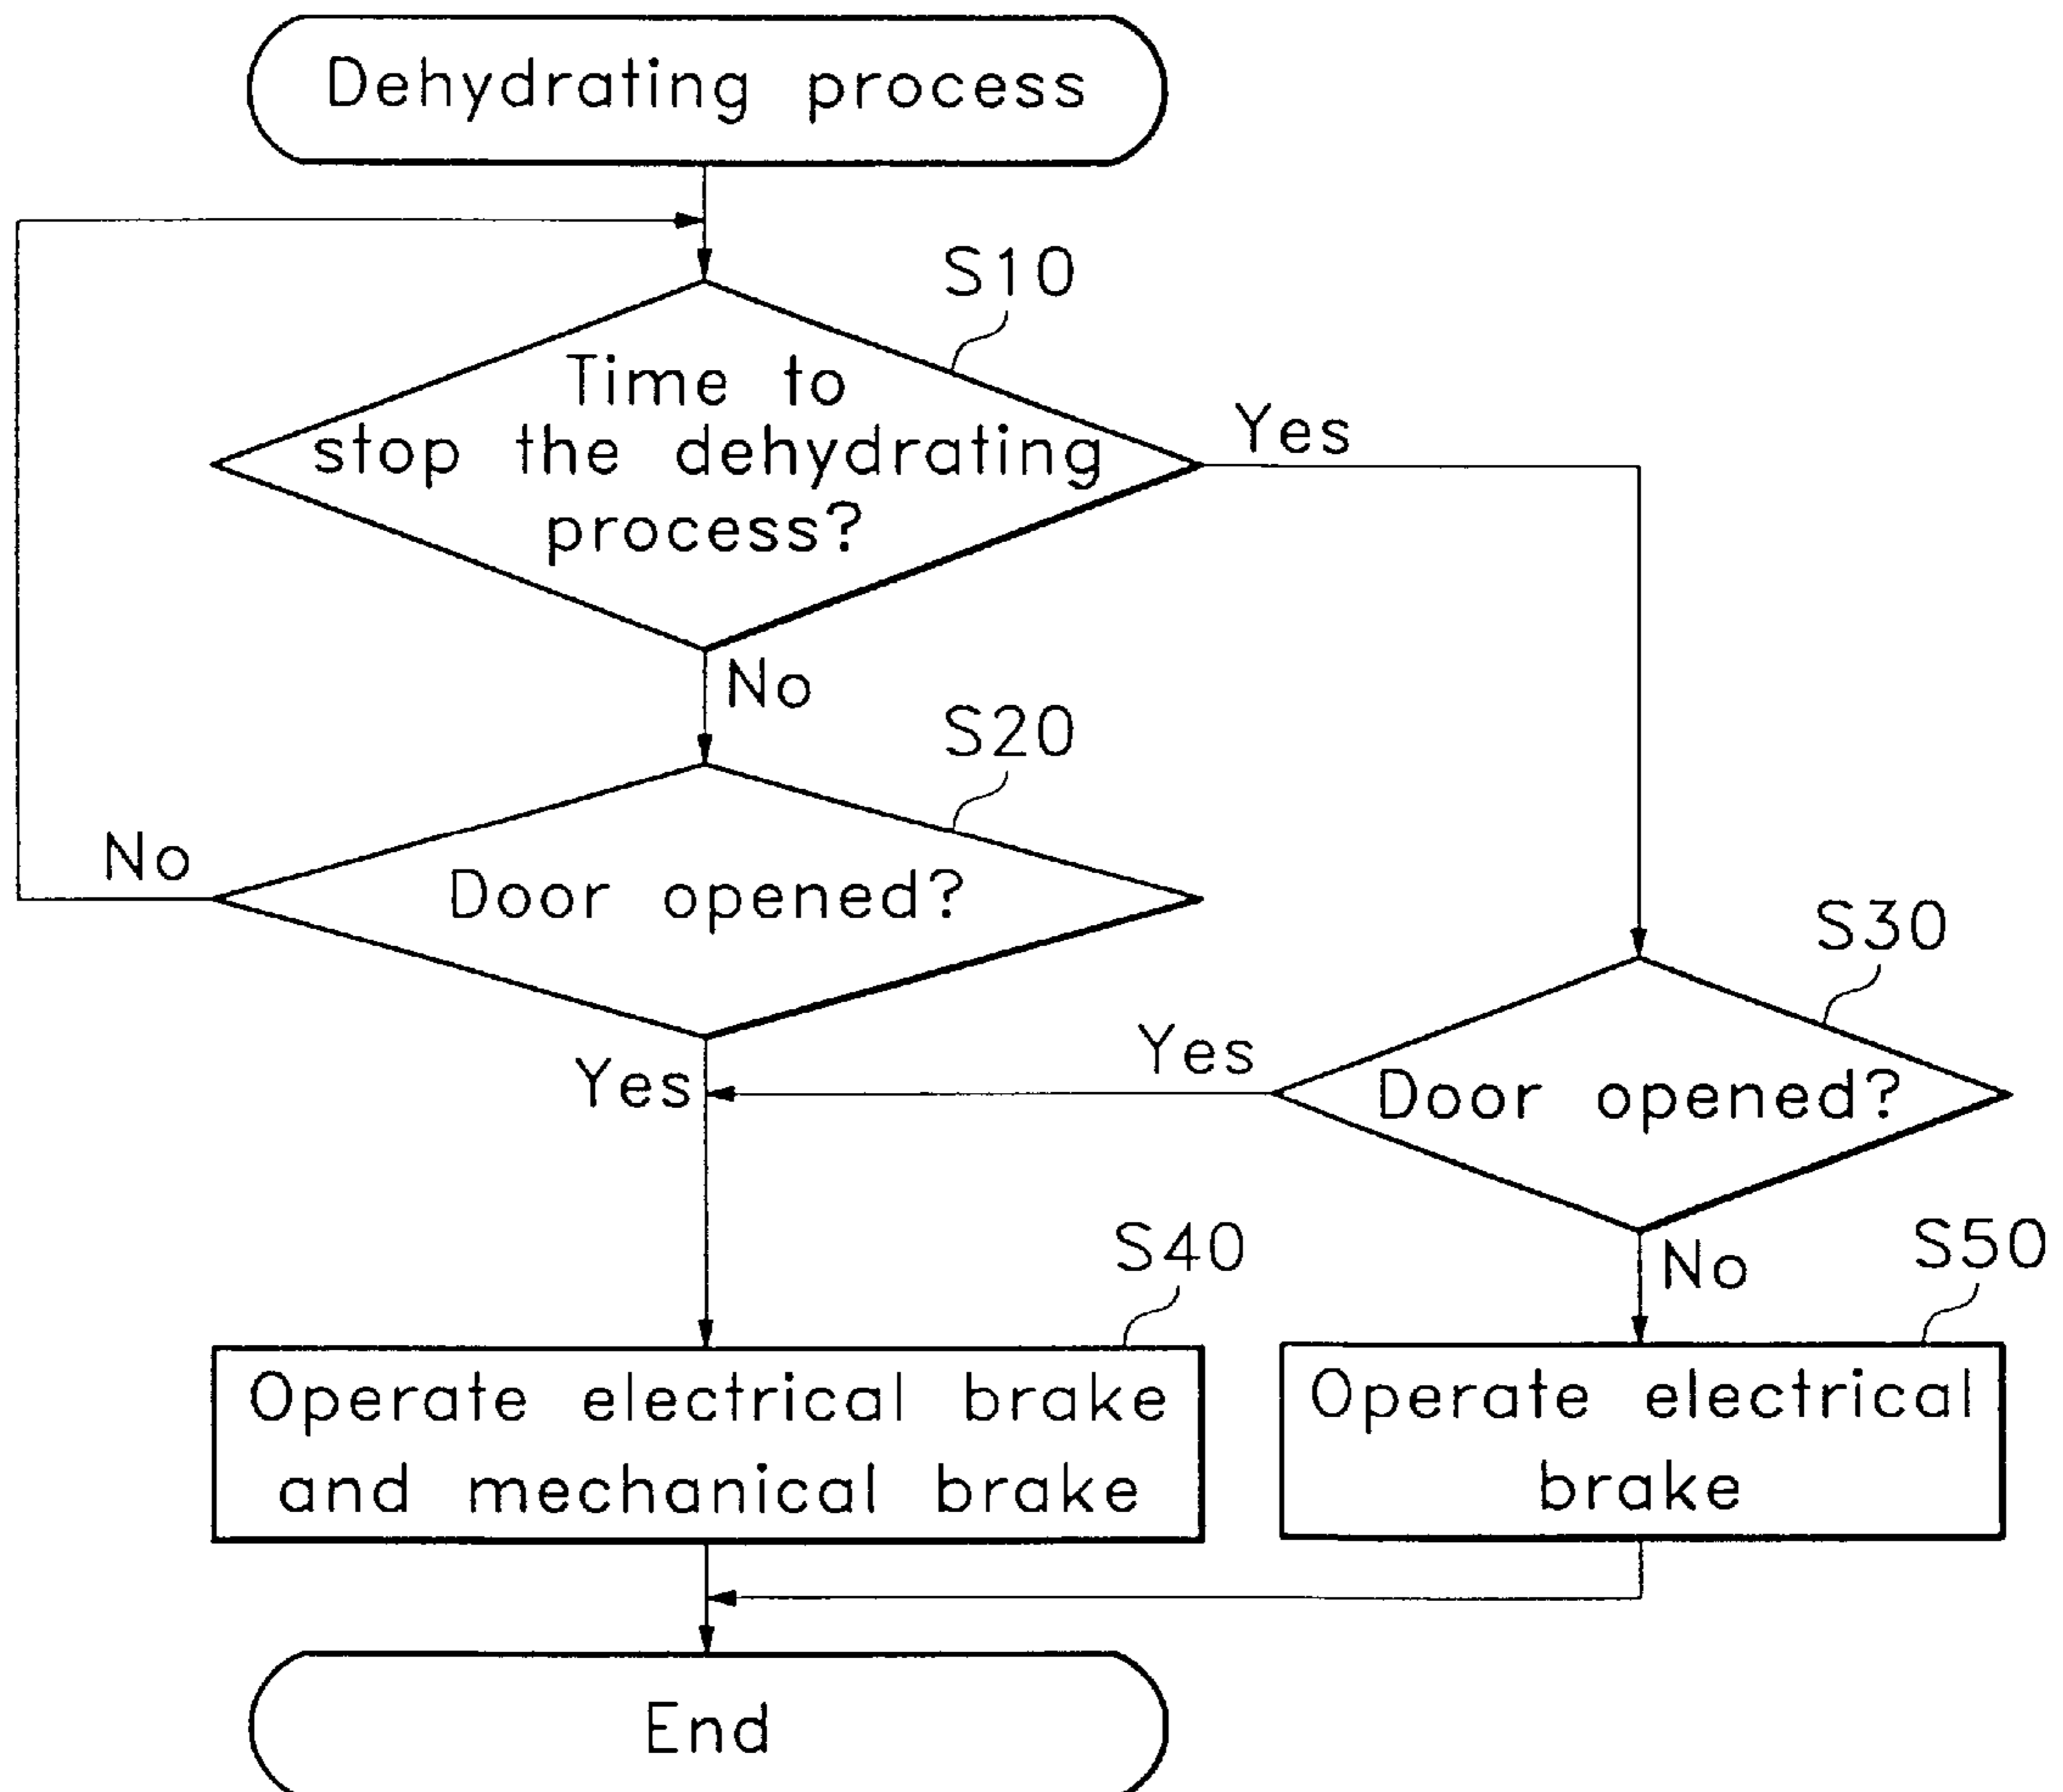 Dehydrating process
S10
Time to
stop the dehydrating
process?
Yes
No
S20
Door opened?
No
Yes
S30
Door opened?
Yes
No
S40
Operate electrical brake
and mechanical brake
S50
Operate electrical
brake
End